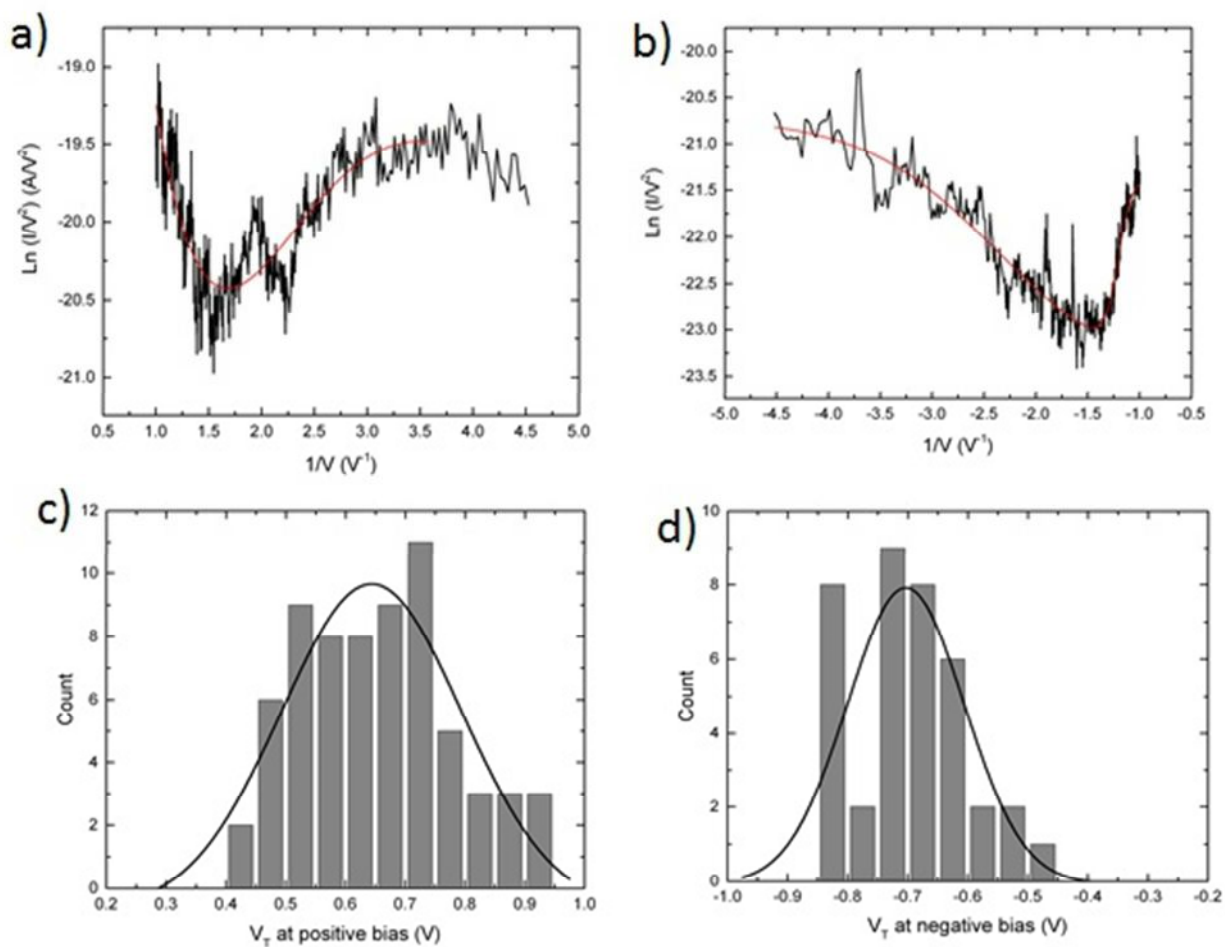 a)
Ln (I/V²) (A/V²)
-19.0
-19.5
-20.0
-20.5
-21.0
0.5 1.0 1.5 2.0 2.5 3.0 3.5 4.0 4.5 5.0
1/V (V⁻¹)
b)
Ln (I/V²)
-20.0
-20.5
-21.0
-21.5
-22.0
-22.5
-23.0
-23.5
-5.0 -4.5 -4.0 -3.5 -3.0 -2.5 -2.0 -1.5 -1.0 -0.5
1/V (V⁻¹)
c)
Count
12
10
8
6
4
2
0
0.2 0.3 0.4 0.5 0.6 0.7 0.8 0.9 1.0
V_T at positive bias (V)
d)
Count
10
8
6
4
2
0
-1.0 -0.9 -0.8 -0.7 -0.6 -0.5 -0.4 -0.3 -0.2
V_T at negative bias (V)